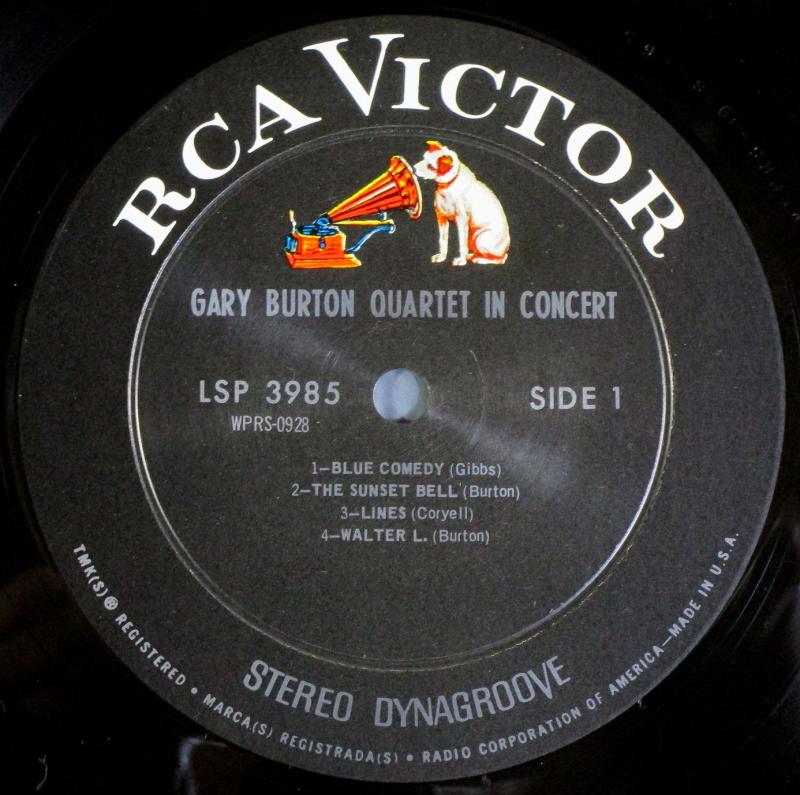 RCA VICTOR
GARY BURTON QUARTET IN CONCERT
LSP 3985
SIDE 1
WPRS-0928
1—BLUE COMEDY (Gibbs)
2—THE SUNSET BELL (Burton)
3—LINES (Coryell)
4—WALTER L. (Burton)
STEREO DYNAGROOVE
TMK(S) ® REGISTERED • MARCA(S) REGISTRADA(S) • RADIO CORPORATION OF AMERICA—MADE IN U.S.A.